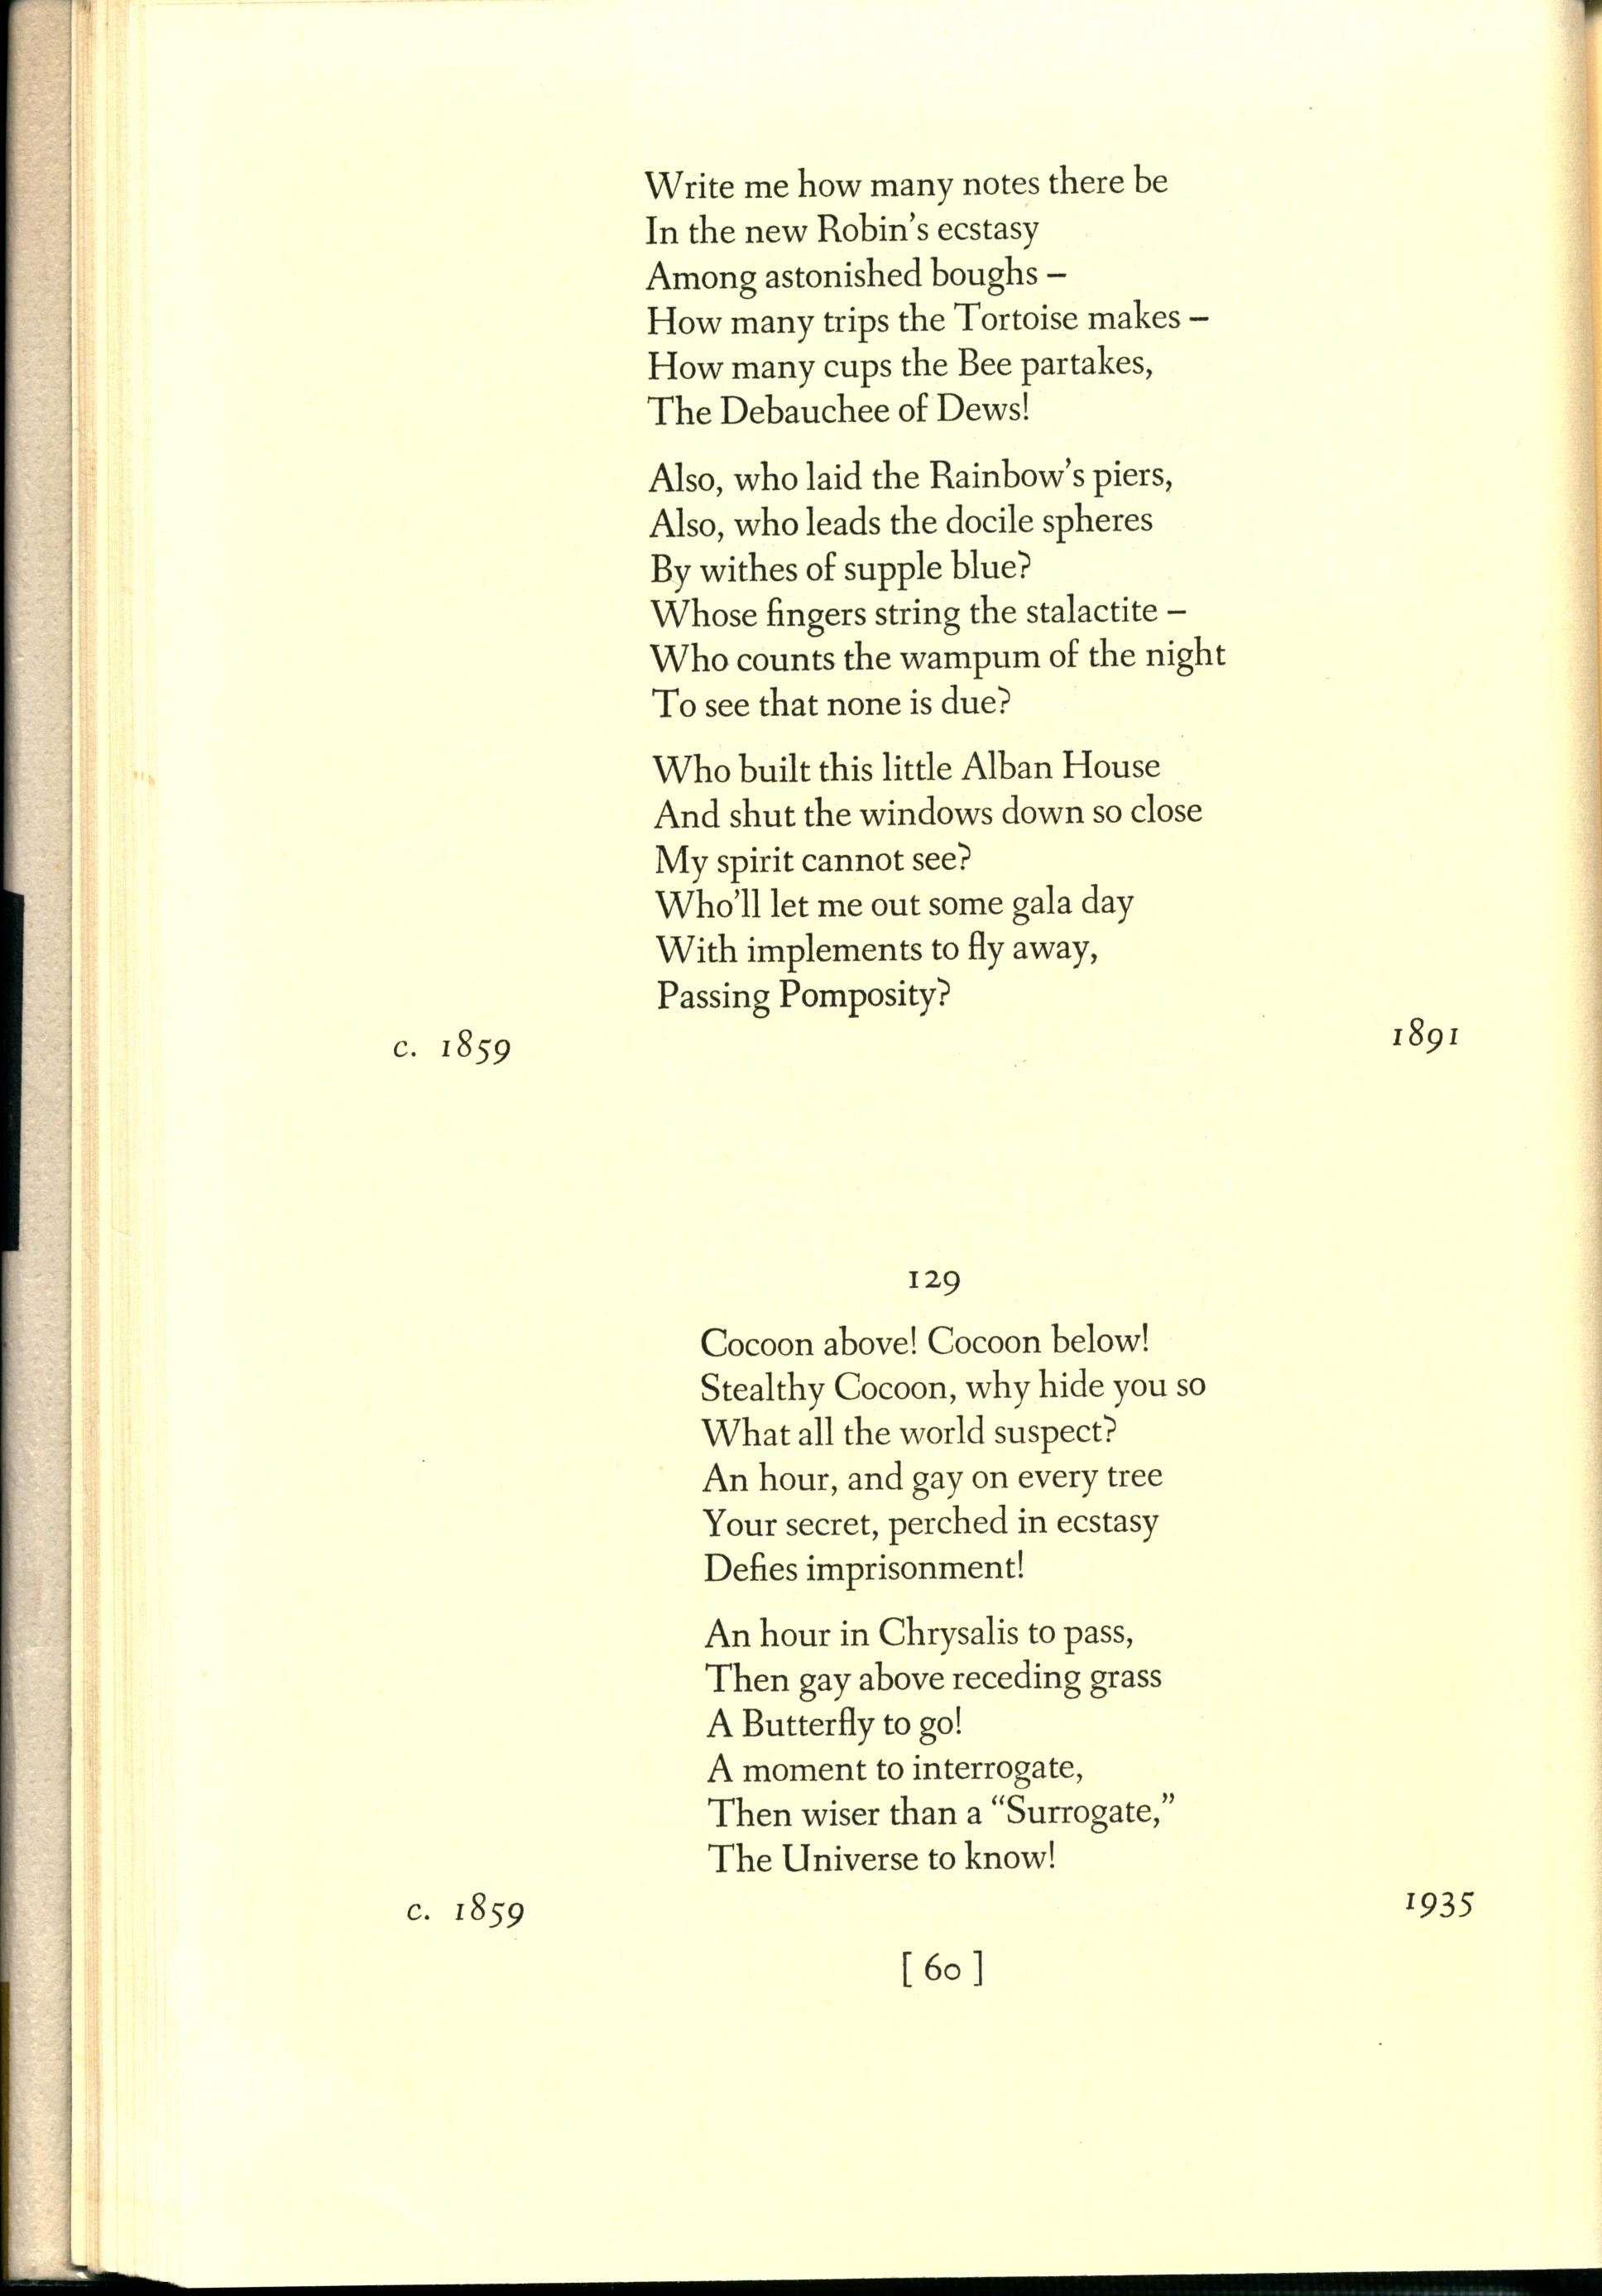 Write me how many notes there be
In the new Robin's ecstasy
Among astonished boughs –
How many trips the Tortoise makes –
How many cups the Bee partakes,
The Debauchee of Dews!
Also, who laid the Rainbow's piers,
Also, who leads the docile spheres
By withes of supple blue?
Whose fingers string the stalactite –
Who counts the wampum of the night
To see that none is due?
Who built this little Alban House
And shut the windows down so close
My spirit cannot see?
Who'll let me out some gala day
With implements to fly away,
Passing Pomposity?
c. 1859 1891
129
Cocoon above! Cocoon below!
Stealthy Cocoon, why hide you so
What all the world suspect?
An hour, and gay on every tree
Your secret, perched in ecstasy
Defies imprisonment!
An hour in Chrysalis to pass,
Then gay above receding grass
A Butterfly to go!
A moment to interrogate,
Then wiser than a “Surrogate,”
The Universe to know!
c. 1859 1935
[ 60 ]